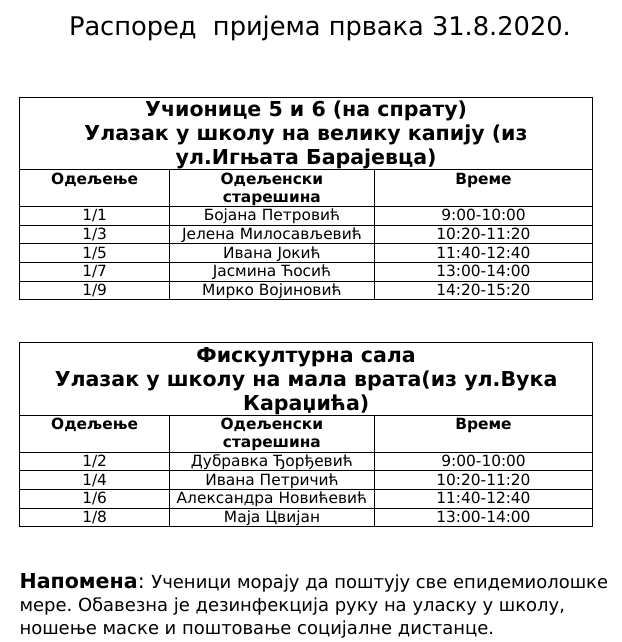 Распоред  пријема првака 31.8.2020.
Учионице 5 и 6 (на спрату)
Улазак у школу на велику капију (из
ул.Игњата Барајевца)
Одељење Одељенски старешина Време
1/1 Бојана Петровић 9:00-10:00
1/3 Јелена Милосављевић 10:20-11:20
1/5 Ивана Јокић 11:40-12:40
1/7 Јасмина Ћосић 13:00-14:00
1/9 Мирко Војиновић 14:20-15:20
Фискултурна сала
Улазак у школу на мала врата(из ул.Вука
Караџића)
Одељење Одељенски старешина Време
1/2 Дубравка Ђорђевић 9:00-10:00
1/4 Ивана Петричић 10:20-11:20
1/6 Александра Новићевић 11:40-12:40
1/8 Маја Цвијан 13:00-14:00
Напомена: Ученици морају да поштују све епидемиолошке
мере. Обавезна је дезинфекција руку на уласку у школу,
ношење маске и поштовање социјалне дистанце.